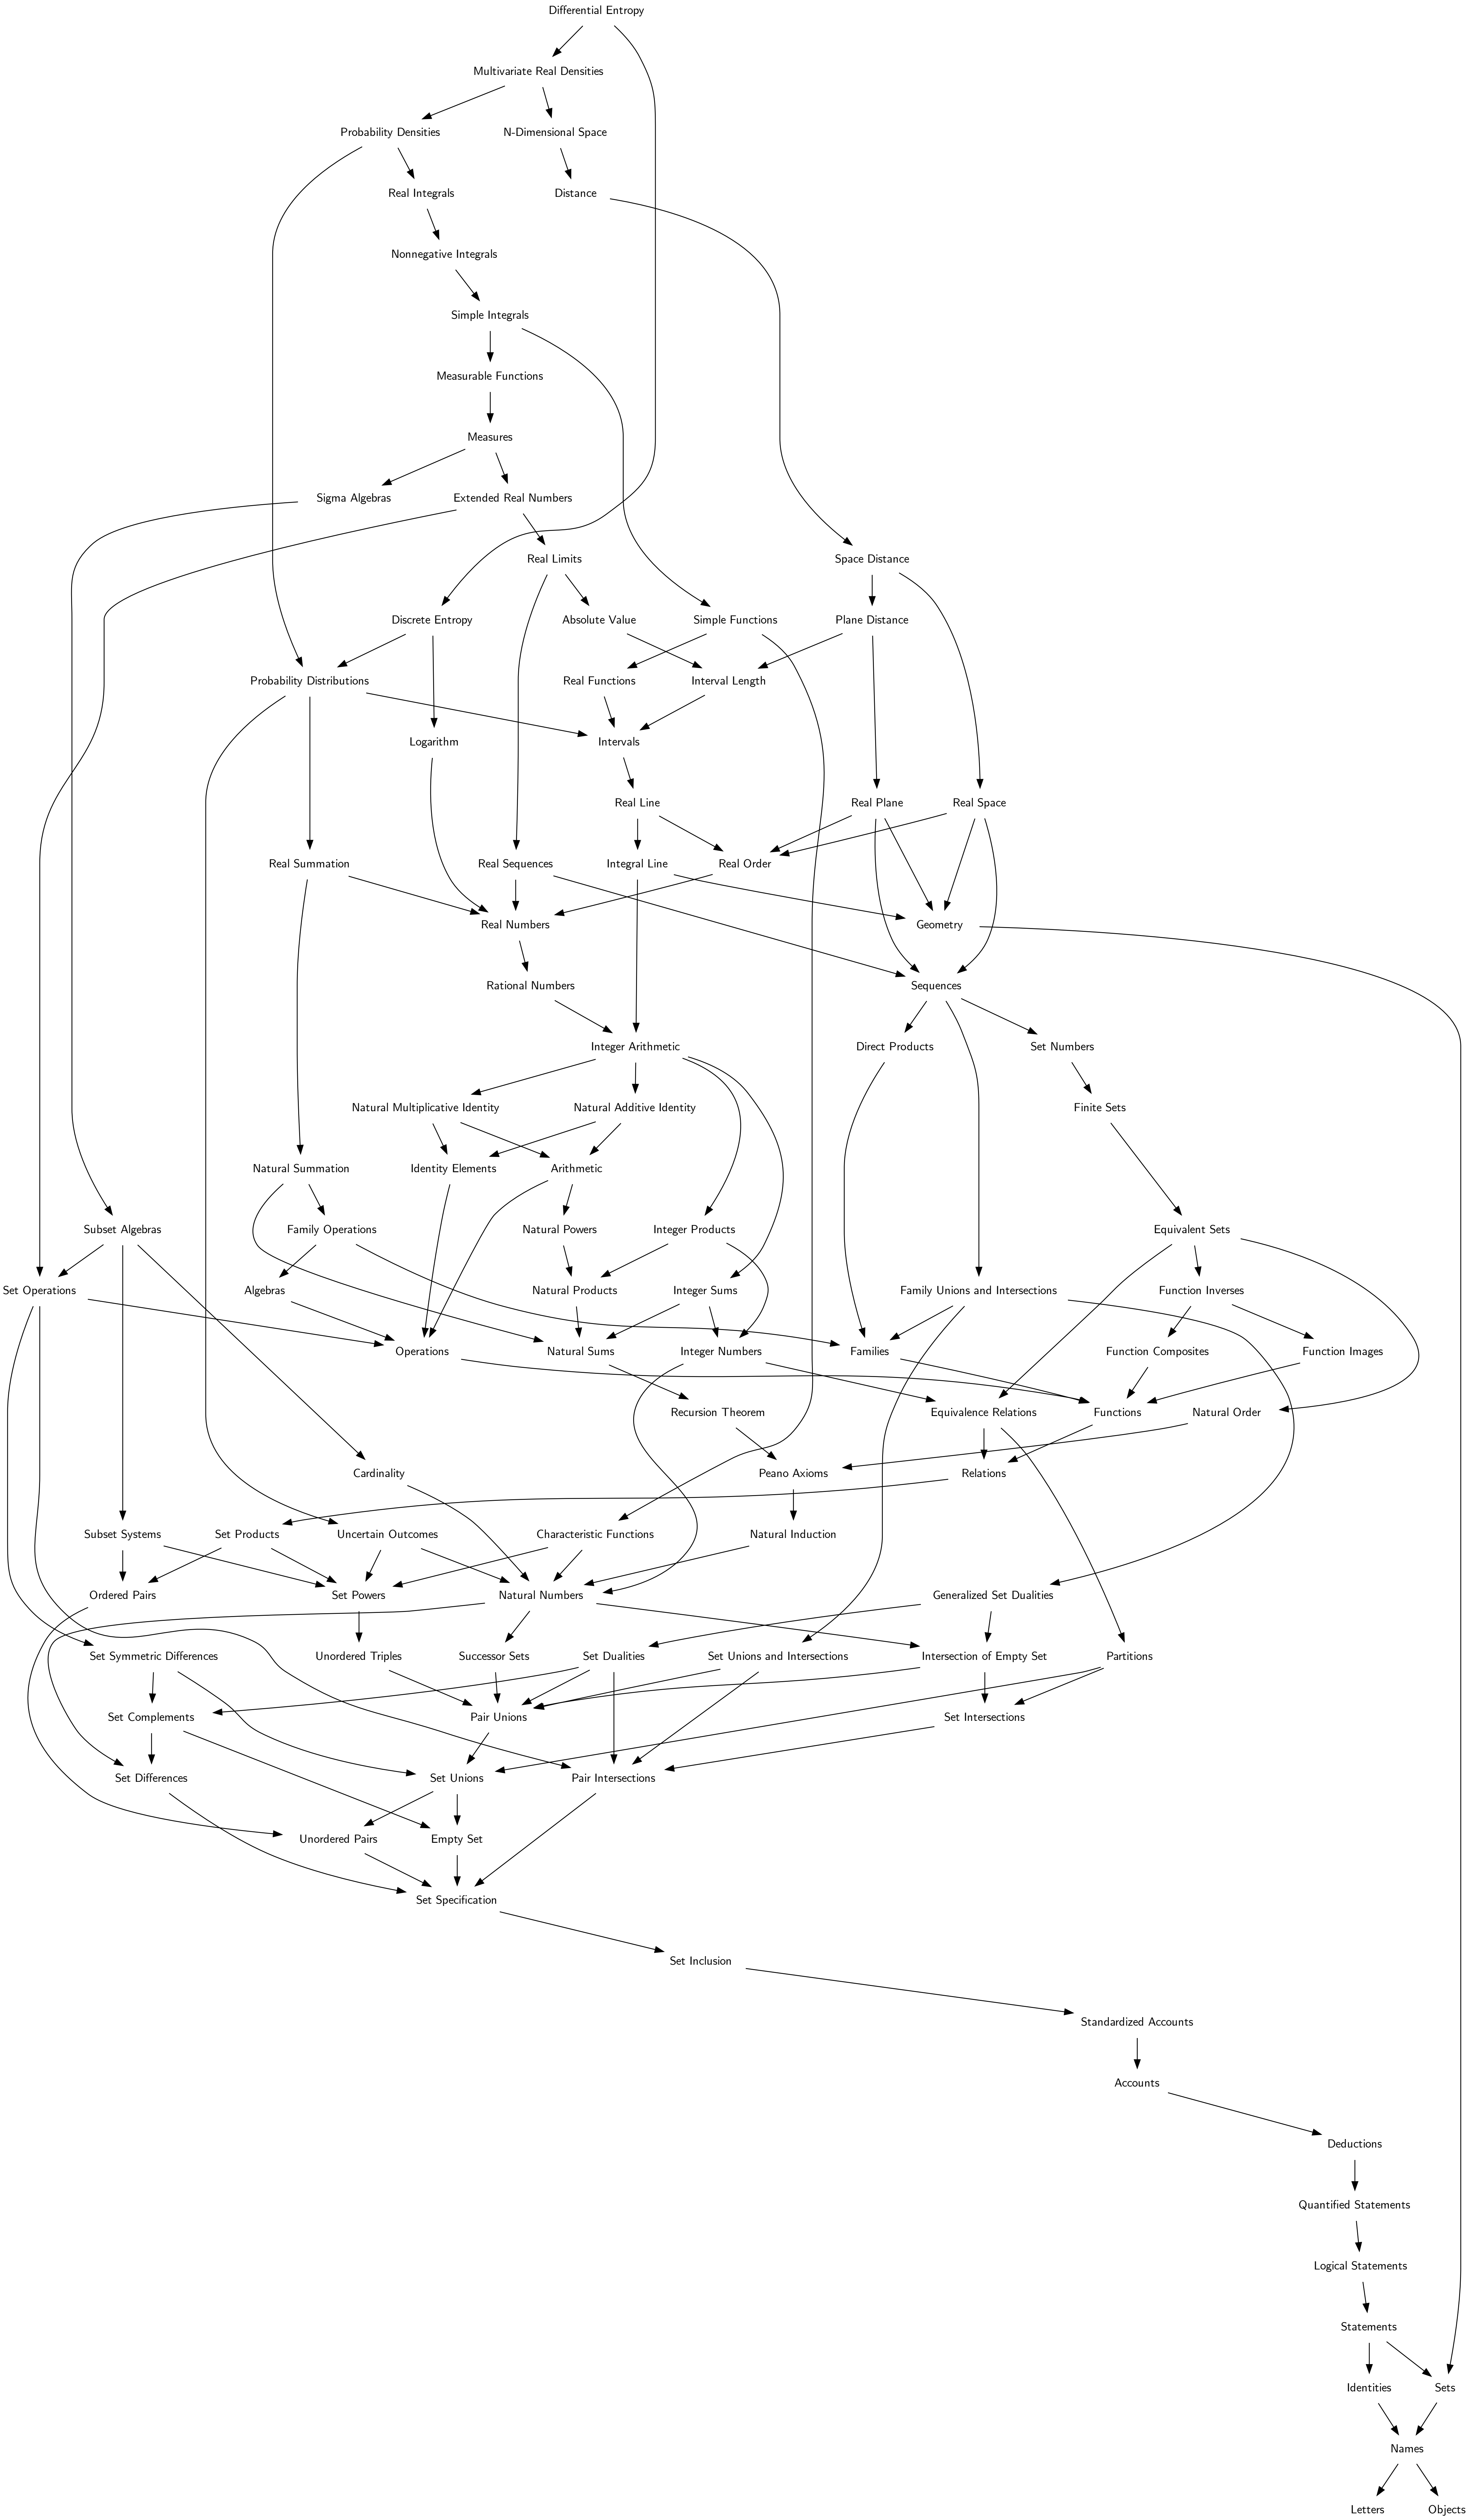 Differential Entropy
Multivariate Real Densities
Probability Densities
N-Dimensional Space
Real Integrals
Distance
Nonnegative Integrals
Simple Integrals
Measurable Functions
Measures
Sigma Algebras
Extended Real Numbers
Real Limits
Space Distance
Discrete Entropy
Absolute Value
Simple Functions
Plane Distance
Probability Distributions
Real Functions
Interval Length
Logarithm
Intervals
Real Line
Real Plane
Real Space
Real Summation
Real Sequences
Integral Line
Real Order
Real Numbers
Geometry
Rational Numbers
Sequences
Integer Arithmetic
Direct Products
Set Numbers
Natural Multiplicative Identity
Natural Additive Identity
Finite Sets
Natural Summation
Identity Elements
Arithmetic
Subset Algebras
Family Operations
Natural Powers
Integer Products
Equivalent Sets
Set Operations
Algebras
Natural Products
Integer Sums
Family Unions and Intersections
Function Inverses
Operations
Natural Sums
Integer Numbers
Families
Function Composites
Function Images
Recursion Theorem
Equivalence Relations
Functions
Natural Order
Cardinality
Peano Axioms
Relations
Subset Systems
Set Products
Uncertain Outcomes
Characteristic Functions
Natural Induction
Ordered Pairs
Set Powers
Natural Numbers
Generalized Set Dualities
Set Symmetric Differences
Unordered Triples
Successor Sets
Set Dualities
Set Unions and Intersections
Intersection of Empty Set
Partitions
Set Complements
Pair Unions
Set Intersections
Set Differences
Set Unions
Pair Intersections
Unordered Pairs
Empty Set
Set Specification
Set Inclusion
Standardized Accounts
Accounts
Deductions
Quantified Statements
Logical Statements
Statements
Identities
Sets
Names
Letters
Objects